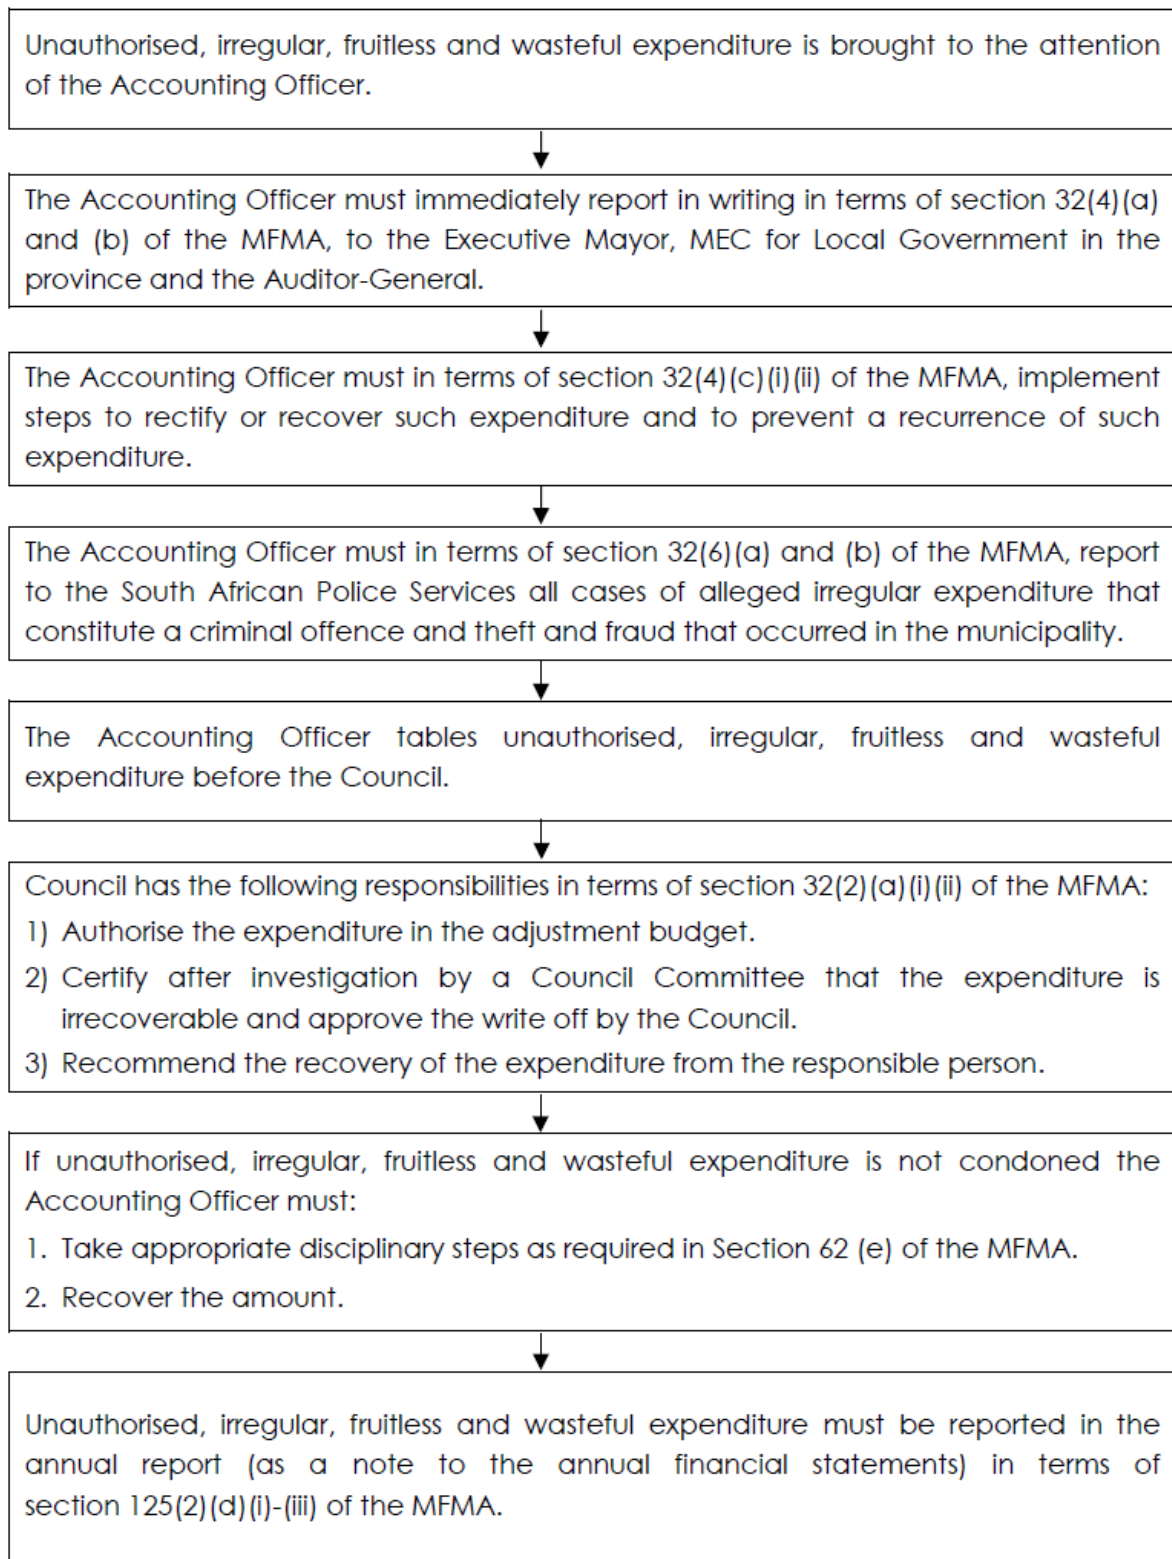 Unauthorised, irregular, fruitless and wasteful expenditure is brought to the attention
of the Accounting Officer.
The Accounting Officer must immediately report in writing in terms of section 32(4)(a)
and (b) of the MFMA, to the Executive Mayor, MEC for Local Government in the
province and the Auditor-General.
The Accounting Officer must in terms of section 32(4)(c)(i)(ii) of the MFMA, implement
steps to rectify or recover such expenditure and to prevent a recurrence of such
expenditure.
The Accounting Officer must in terms of section 32(6)(a) and (b) of the MFMA, report
to the South African Police Services all cases of alleged irregular expenditure that
constitute a criminal offence and theft and fraud that occurred in the municipality.
The Accounting Officer tables unauthorised, irregular, fruitless and wasteful
expenditure before the Council.
Council has the following responsibilities in terms of section 32(2)(a)(i)(ii) of the MFMA:
1) Authorise the expenditure in the adjustment budget.
2) Certify after investigation by a Council Committee that the expenditure is
irrecoverable and approve the write off by the Council.
3) Recommend the recovery of the expenditure from the responsible person.
If unauthorised, irregular, fruitless and wasteful expenditure is not condoned the
Accounting Officer must:
1. Take appropriate disciplinary steps as required in Section 62 (e) of the MFMA.
2. Recover the amount.
Unauthorised, irregular, fruitless and wasteful expenditure must be reported in the
annual report (as a note to the annual financial statements) in terms of
section 125(2)(d)(i)-(iii) of the MFMA.